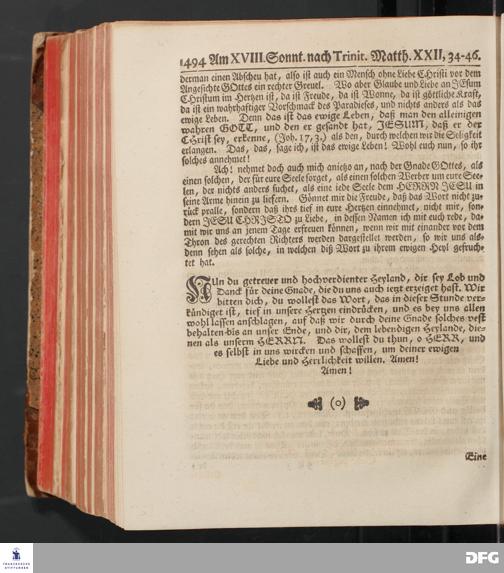 1494 Am XVIII. Sonnt. nach Trinit. Matth. XXII, 34-46.
derman einen Abscheu hat, also ist auch ein Mensch ohne Liebe Christi vor dem
Angesichte GOttes ein rechter Greuel. Wo aber Glaube und Liebe an JEsum
Christum im Hertzen ist, da ist Freude, da ist Wonne, da ist göttliche Kraft,
da ist ein wahrhaftiger Vorschmack des Paradieses, und nichts anders als das
ewige Leben. Denn das ist das ewige Leben, daß man den alleinigen
wahren GOTT, und den er gesandt hat, JESUM, daß er der
CHrist sey, erkenne, (Joh. 17, 3.) als den, durch welchen wir die Seligkeit
erlangen. Das, das, sage ich, ist das ewige Leben! Wohl euch nun, so ihr
solches annehmet!
Ach! nehmet doch auch mich anietzo an, nach der Gnade GOttes, als
einen solchen, der für eure Seele sorget, als einen solchen Werber um eure See-
len, der nichts anders suchet, als eine iede Seele dem HERRN JESU in
seine Arme hinein zu liefern. Gönnet mir die Freude, daß das Wort nicht zu-
rück pralle, sondern daß ihrs tief in eure Hertzen einnehmet, nicht mir, son-
dern JESU CHRISTO zu Liebe, in dessen Namen ich mit euch rede, da-
mit wir uns an jenem Tage erfreuen können, wenn wir mit einander vor dem
Thron des gerechten Richters werden dargestellet werden, so wir uns als-
denn sehen als solche, in welchen diß Wort zu ihrem ewigen Heyl gefruch-
tet hat.
NUn du getreuer und hochverdienter Heyland, dir sey Lob und
Danck für deine Gnade, die du uns auch ietzt erzeiget hast. Wir
bitten dich, du wollest das Wort, das in dieser Stunde ver-
kündiget ist, tief in unsere Hertzen eindrücken, und es bey uns allen
wohl lassen anschlagen, auf daß wir durch deine Gnade solches vest
behalten bis an unser Ende, und dir, dem lebendigen Heylande, die-
nen als unserm HERRN. Das wollest du thun, o HERR, und
es selbst in uns wircken und schaffen, um deiner ewigen
Liebe und Herrlichkeit willen. Amen!
Amen!
(o)
Eine
FRANCKESCHE
STIFTUNGEN
DFG